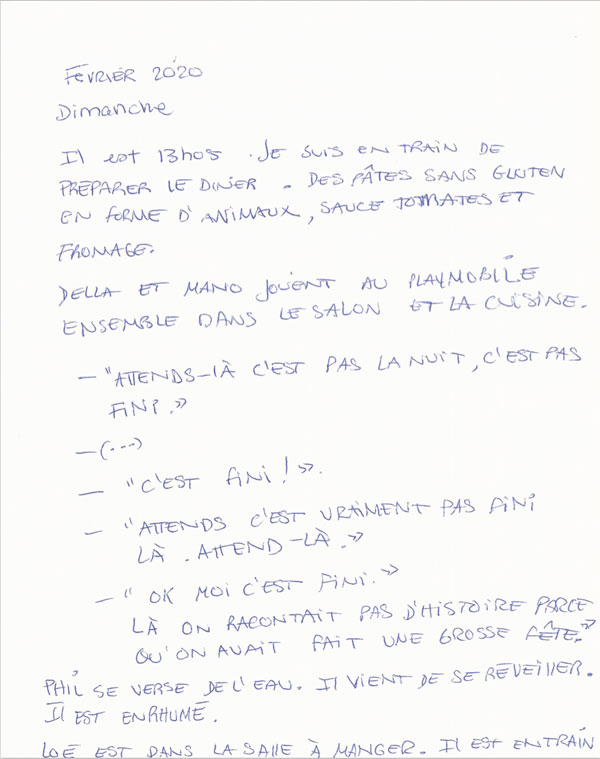 FÉVRIER 2020
Dimanche
Il est 13h05. JE SUIS EN TRAIN DE
PRÉPARER LE DINER. DES PÂTES SANS GLUTEN
EN FORME D'ANIMAUX, SAUCE TOMATES ET
FROMAGE.
DELLA ET MANO JOUENT AU PLAYMOBILE
ENSEMBLE DANS LE SALON ET LA CUISINE.
— "ATTENDS-LÀ C'EST PAS LA NUIT, C'EST PAS
FINI.»
—(...)
— "C'EST FINI!».
— "ATTENDS C'EST VRAIMENT PAS FINI
LÀ. ATTEND-LÀ.»
— "OK MOI C'EST FINI.»
LÀ ON RACONTAIT PAS D'HISTOIRE PARCE
QU'ON AVAIT FAIT UNE GROSSE FÊTE.»
PHIL SE VERSE DE L'EAU. IL VIENT DE SE RÉVEILLER.
IL EST ENRHUMÉ.
LOÉ EST DANS LA SALLE À MANGER. IL EST EN TRAIN